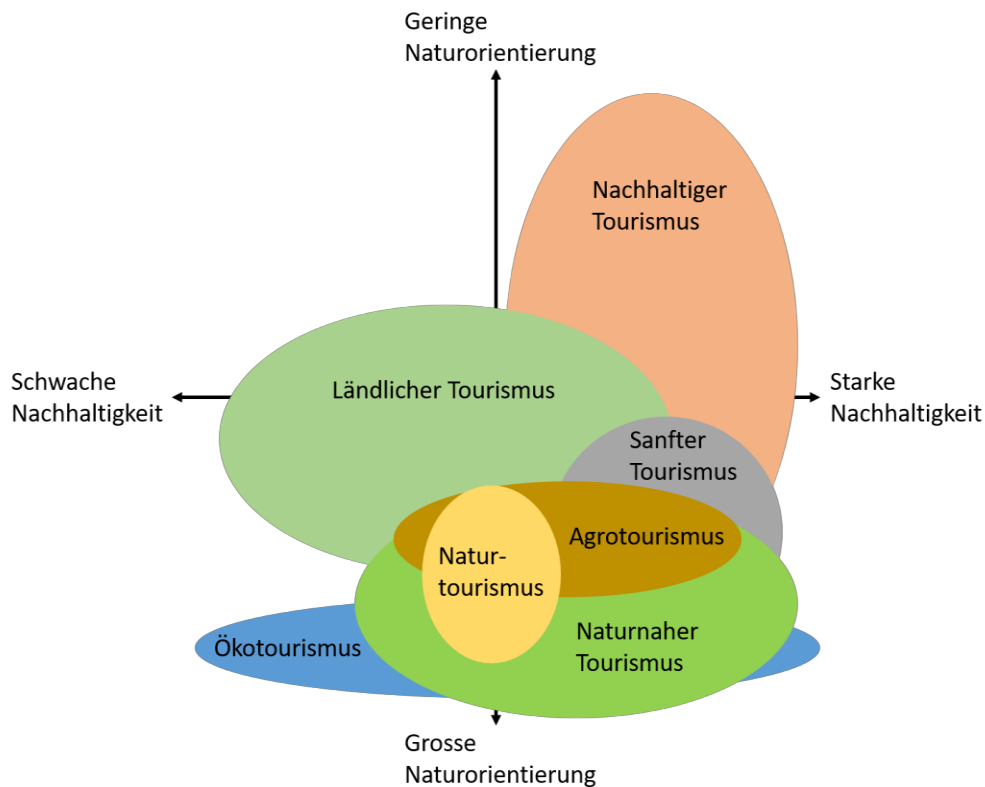 Geringe
Naturorientierung
Nachhaltiger
Tourismus
Schwache
Nachhaltigkeit
Ländlicher Tourismus
Starke
Nachhaltigkeit
Sanfter
Tourismus
Agrotourismus
Natur-
tourismus
Ökotourismus
Naturnaher
Tourismus
Grosse
Naturorientierung